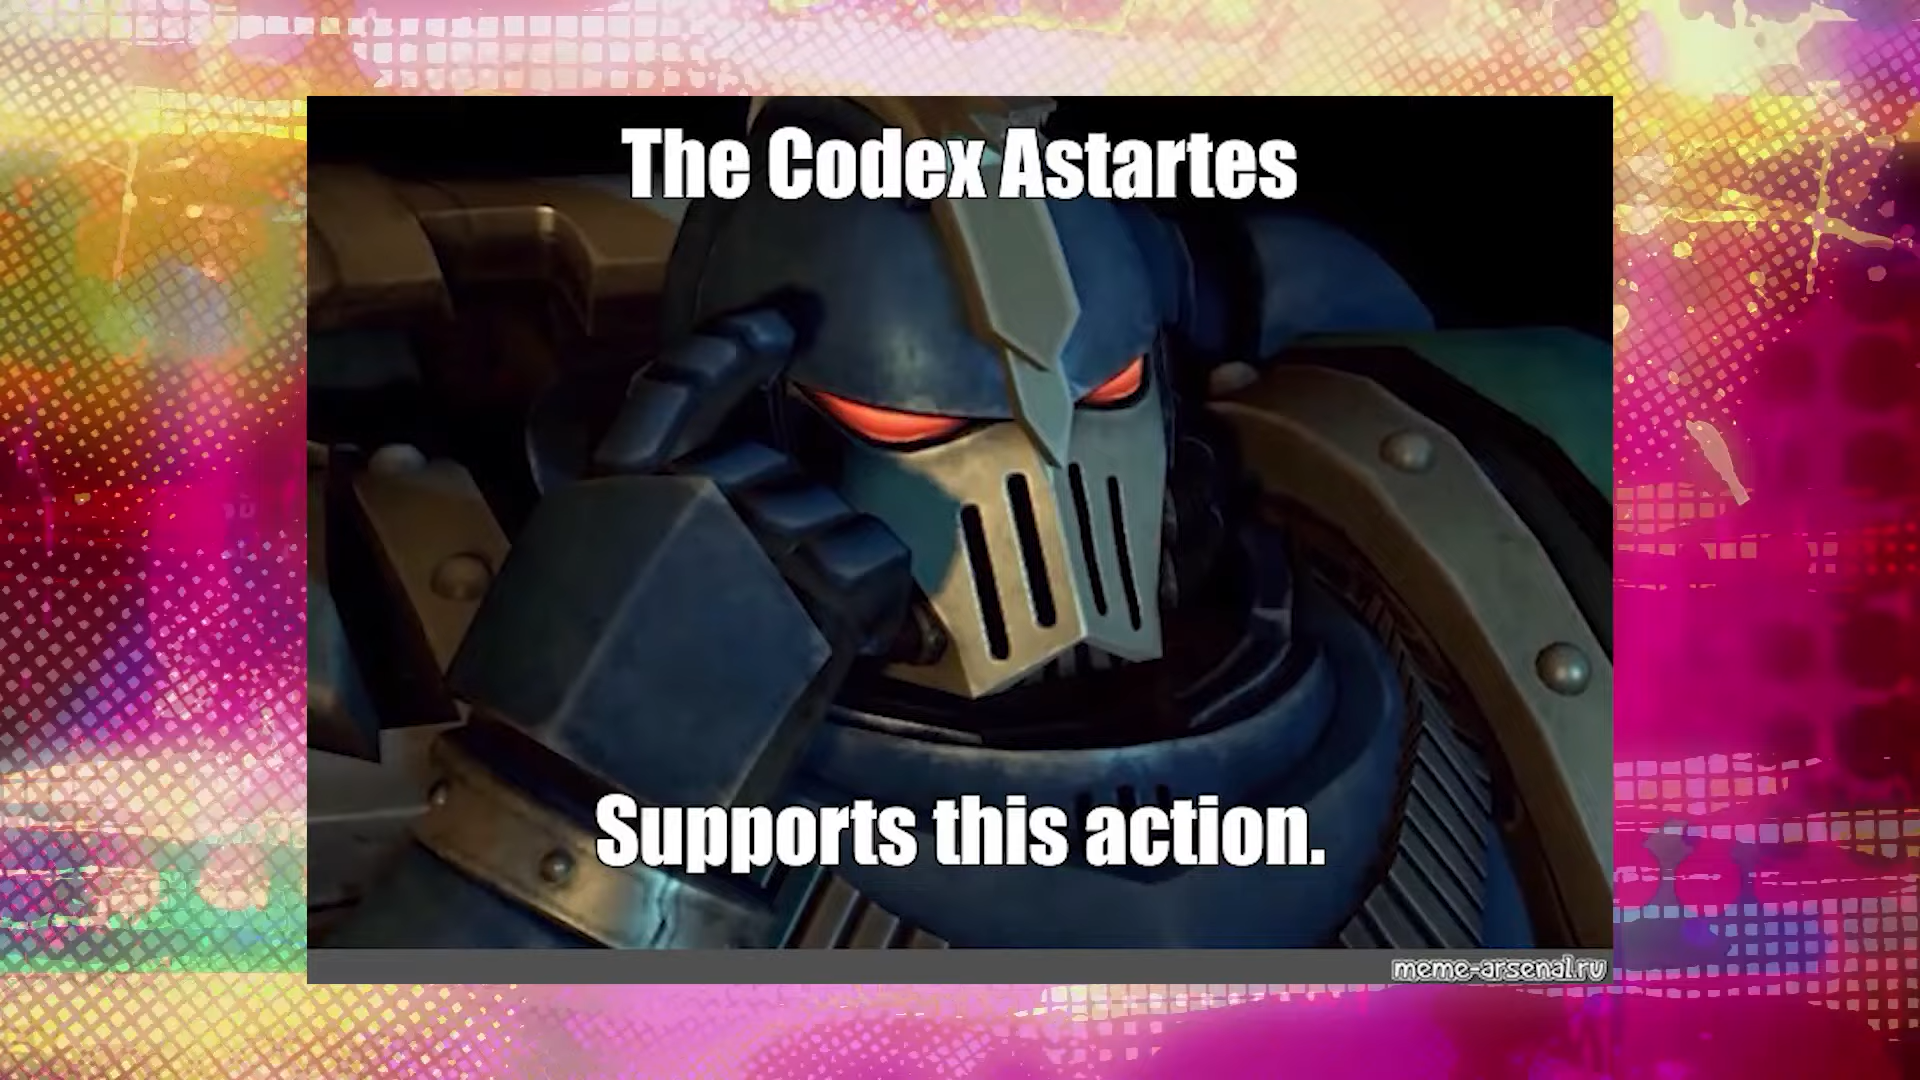 The Codex Astartes
Supports this action.
meme-arsenal.ru